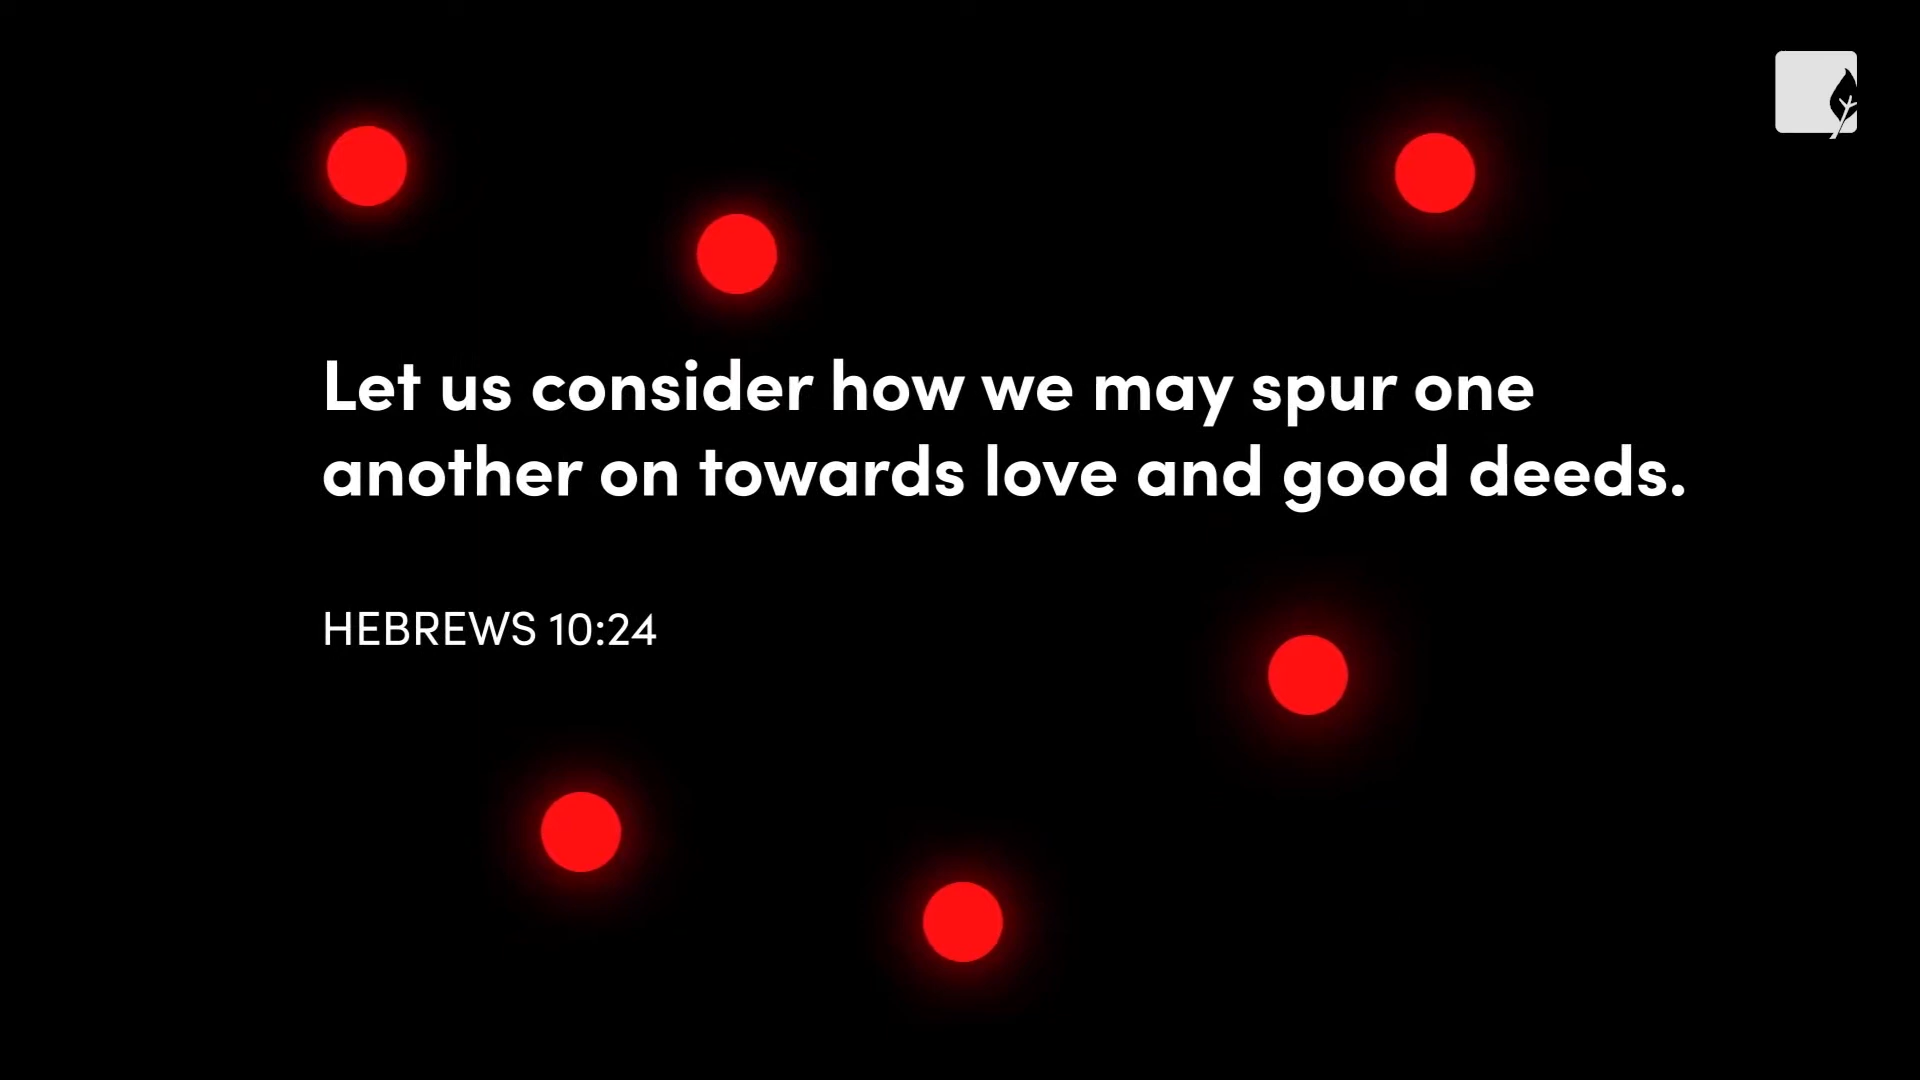 Let us consider how we may spur one
another on towards love and good deeds.
HEBREWS 10:24